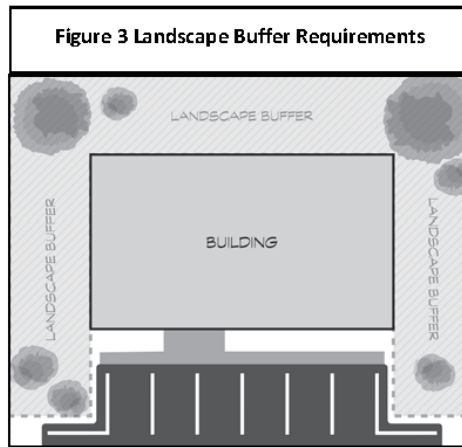 Figure 3 Landscape Buffer Requirements
LANDSCAPE BUFFER
LANDSCAPE BUFFER
BUILDING
LANDSCAPE BUFFER